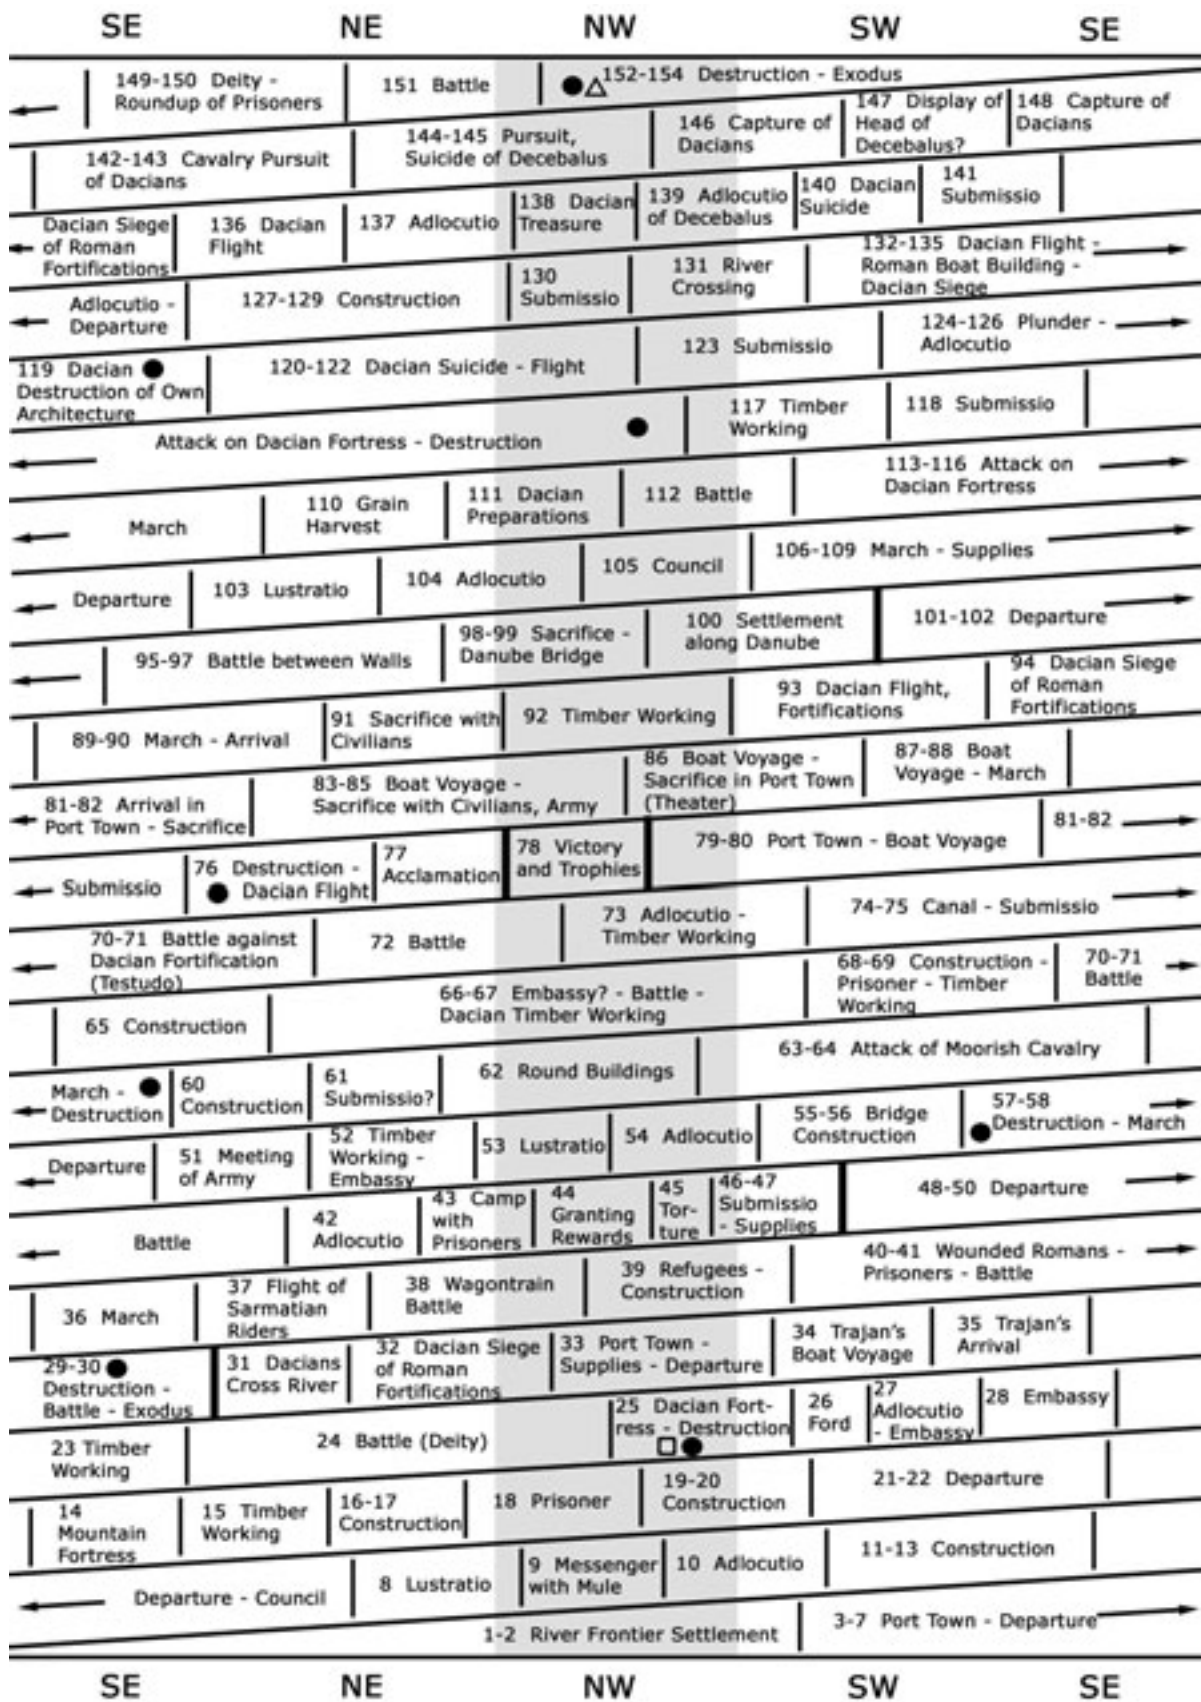 SE NE NW SW SE
149-150 Deity -
Roundup of Prisoners
151 Battle
152-154 Destruction - Exodus
147 Display of
Head of
Decebalus?
148 Capture of
Dacians
142-143 Cavalry Pursuit
of Dacians
144-145 Pursuit,
Suicide of Decebalus
146 Capture of
Dacians
Dacian Siege
of Roman
Fortifications
136 Dacian
Flight
137 Adlocutio
138 Dacian
Treasure
139 Adlocutio
of Decebalus
140 Dacian
Suicide
141
Submissio
Adlocutio -
Departure
127-129 Construction
130
Submissio
131 River
Crossing
132-135 Dacian Flight -
Roman Boat Building -
Dacian Siege
119 Dacian
Destruction of Own
Architecture
120-122 Dacian Suicide - Flight
123 Submissio
124-126 Plunder -
Adlocutio
Attack on Dacian Fortress - Destruction
117 Timber
Working
118 Submissio
March
110 Grain
Harvest
111 Dacian
Preparations
112 Battle
113-116 Attack on
Dacian Fortress
Departure
103 Lustratio
104 Adlocutio
105 Council
106-109 March - Supplies
95-97 Battle between Walls
98-99 Sacrifice -
Danube Bridge
100 Settlement
along Danube
101-102 Departure
89-90 March - Arrival
91 Sacrifice with
Civilians
92 Timber Working
93 Dacian Flight,
Fortifications
94 Dacian Siege
of Roman
Fortifications
81-82 Arrival in
Port Town - Sacrifice
83-85 Boat Voyage -
Sacrifice with Civilians, Army
86 Boat Voyage -
Sacrifice in Port Town
(Theater)
87-88 Boat
Voyage - March
Submissio
76 Destruction -
Dacian Flight
77
Acclamation
78 Victory
and Trophies
79-80 Port Town - Boat Voyage
81-82
70-71 Battle against
Dacian Fortification
(Testudo)
72 Battle
73 Adlocutio -
Timber Working
74-75 Canal - Submissio
65 Construction
66-67 Embassy? - Battle -
Dacian Timber Working
68-69 Construction -
Prisoner - Timber
Working
70-71
Battle
March -
Destruction
60
Construction
61
Submissio?
62 Round Buildings
63-64 Attack of Moorish Cavalry
Departure
51 Meeting
of Army
52 Timber
Working -
Embassy
53 Lustratio
54 Adlocutio
55-56 Bridge
Construction
57-58
Destruction - March
Battle
42
Adlocutio
43 Camp
with
Prisoners
44
Granting
Rewards
45
Tor-
ture
46-47
Submissio
- Supplies
48-50 Departure
36 March
37 Flight of
Sarmatian
Riders
38 Wagontrain
Battle
39 Refugees -
Construction
40-41 Wounded Romans -
Prisoners - Battle
29-30
Destruction -
Battle - Exodus
31 Dacians
Cross River
32 Dacian Siege
of Roman
Fortifications
33 Port Town -
Supplies - Departure
34 Trajan's
Boat Voyage
35 Trajan's
Arrival
23 Timber
Working
24 Battle (Deity)
25 Dacian Fort-
ress - Destruction
26
Ford
27
Adlocutio
- Embassy
28 Embassy
14
Mountain
Fortress
15 Timber
Working
16-17
Construction
18 Prisoner
19-20
Construction
21-22 Departure
Departure - Council
8 Lustratio
9 Messenger
with Mule
10 Adlocutio
11-13 Construction
1-2 River Frontier Settlement
3-7 Port Town - Departure
SE NE NW SW SE